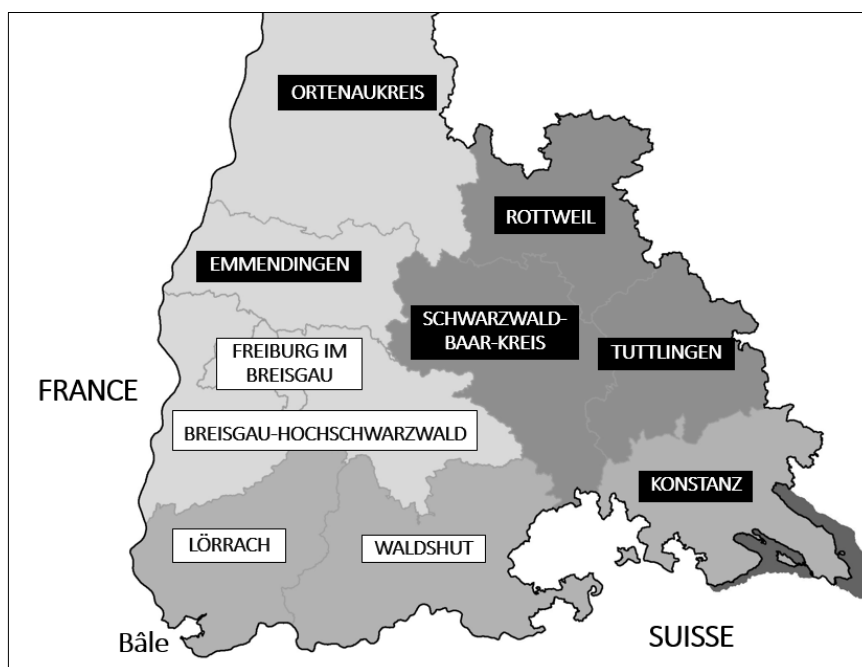 ORTENAUKREIS
ROTTWEIL
EMMENDINGEN
SCHWARZWALD-
BAAR-KREIS
FREIBURG IM
BREISGAU
TUTTLINGEN
FRANCE
BREISGAU-HOCHSCHWARZWALD
KONSTANZ
LÖRRACH
WALDSHUT
Bâle
SUISSE